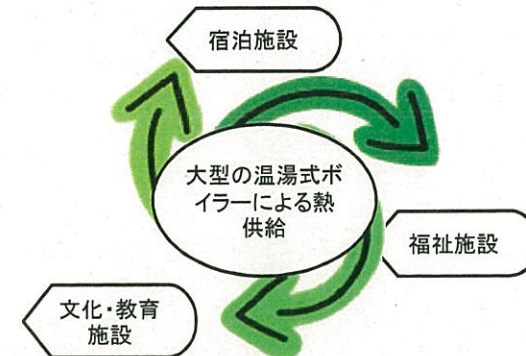 宿泊施設
大型の温湯式ボ
イラーによる熱
供給
福祉施設
文化・教育
施設